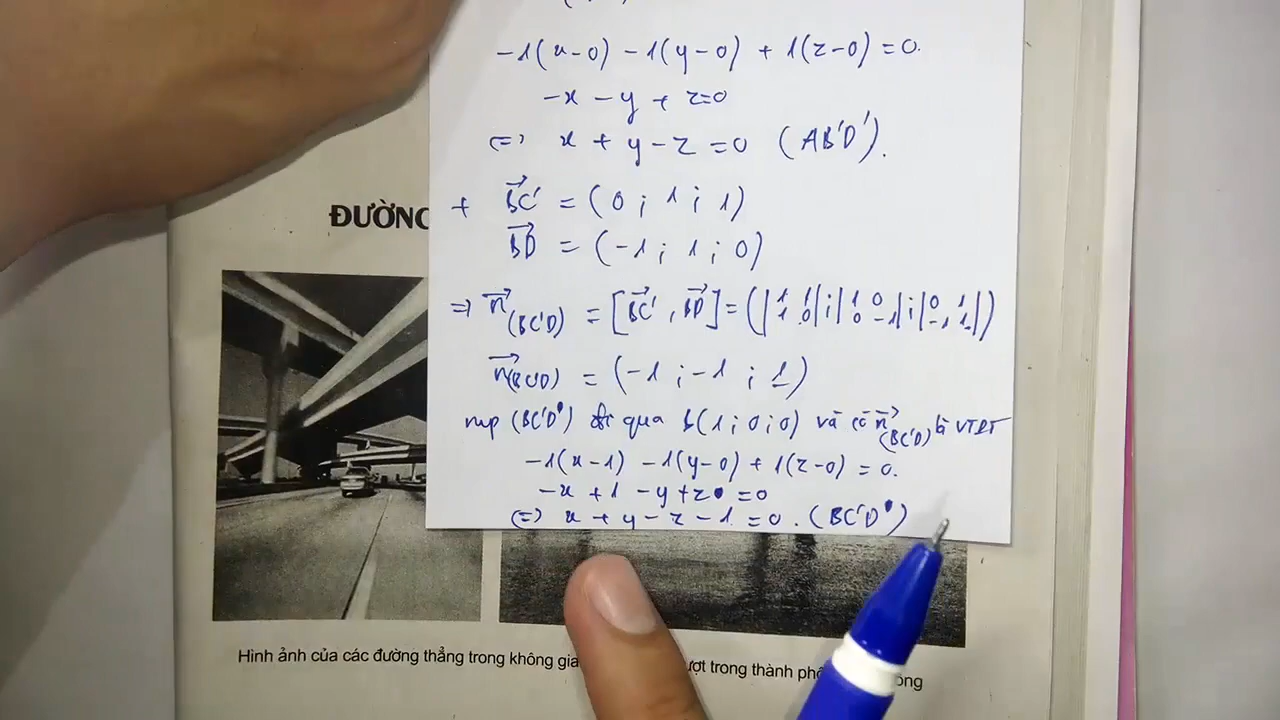 -1(x-0) -1(y-0) + 1(z-0) = 0.
-x - y + z=0
⇔ x + y - z = 0 (AB'D').
+ BC' = (0 ; 1 ; 1)
BD = (-1 ; 1 ; 0)
⇒ n(BC'D) = [BC' , BD] = (|1 1 / 1 0| ; |1 0 / 0 -1| ; |0 1 / -1 1|)
n(BC'D) = (-1 ; -1 ; 1)
mp (BC'D) đi qua B(1 ; 0 ; 0) và có n(BC'D) là VTPT
-1(x-1) -1(y-0) + 1(z-0) = 0.
-x + 1 - y + z = 0
⇔ x + y - z - 1 = 0 . (BC'D)
ĐƯỜNG
Hình ảnh của các đường thẳng trong không gia
ượt trong thành phố
ong